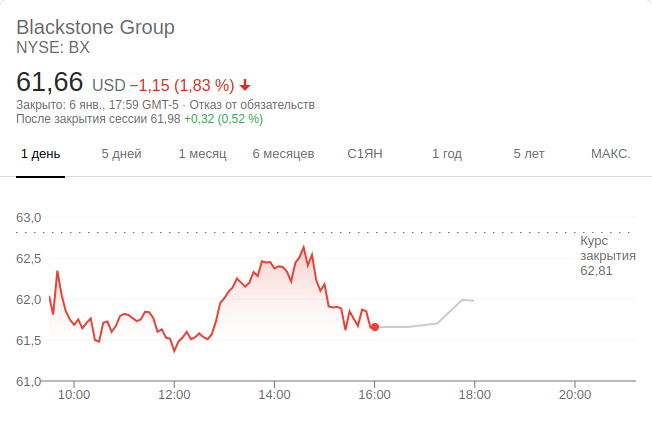 Blackstone Group
NYSE: BX
61,66 USD −1,15 (1,83 %)
Закрыто: 6 янв., 17:59 GMT-5 · Отказ от обязательств
После закрытия сессии 61,98 +0,32 (0,52 %)
1 день 5 дней 1 месяц 6 месяцев С1ЯН 1 год 5 лет МАКС.
63,0
Курс
закрытия
62,81
62,5
62,0
61,5
61,0
10:00 12:00 14:00 16:00 18:00 20:00